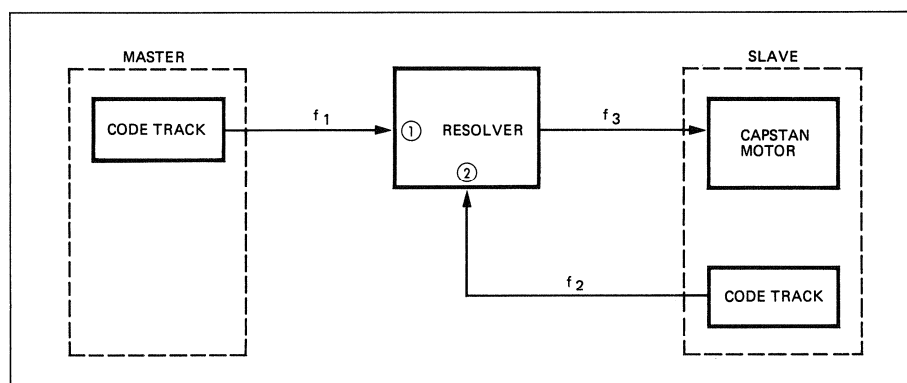 MASTER
SLAVE
CODE TRACK
f1
① RESOLVER
②
f3
CAPSTAN
MOTOR
f2
CODE TRACK